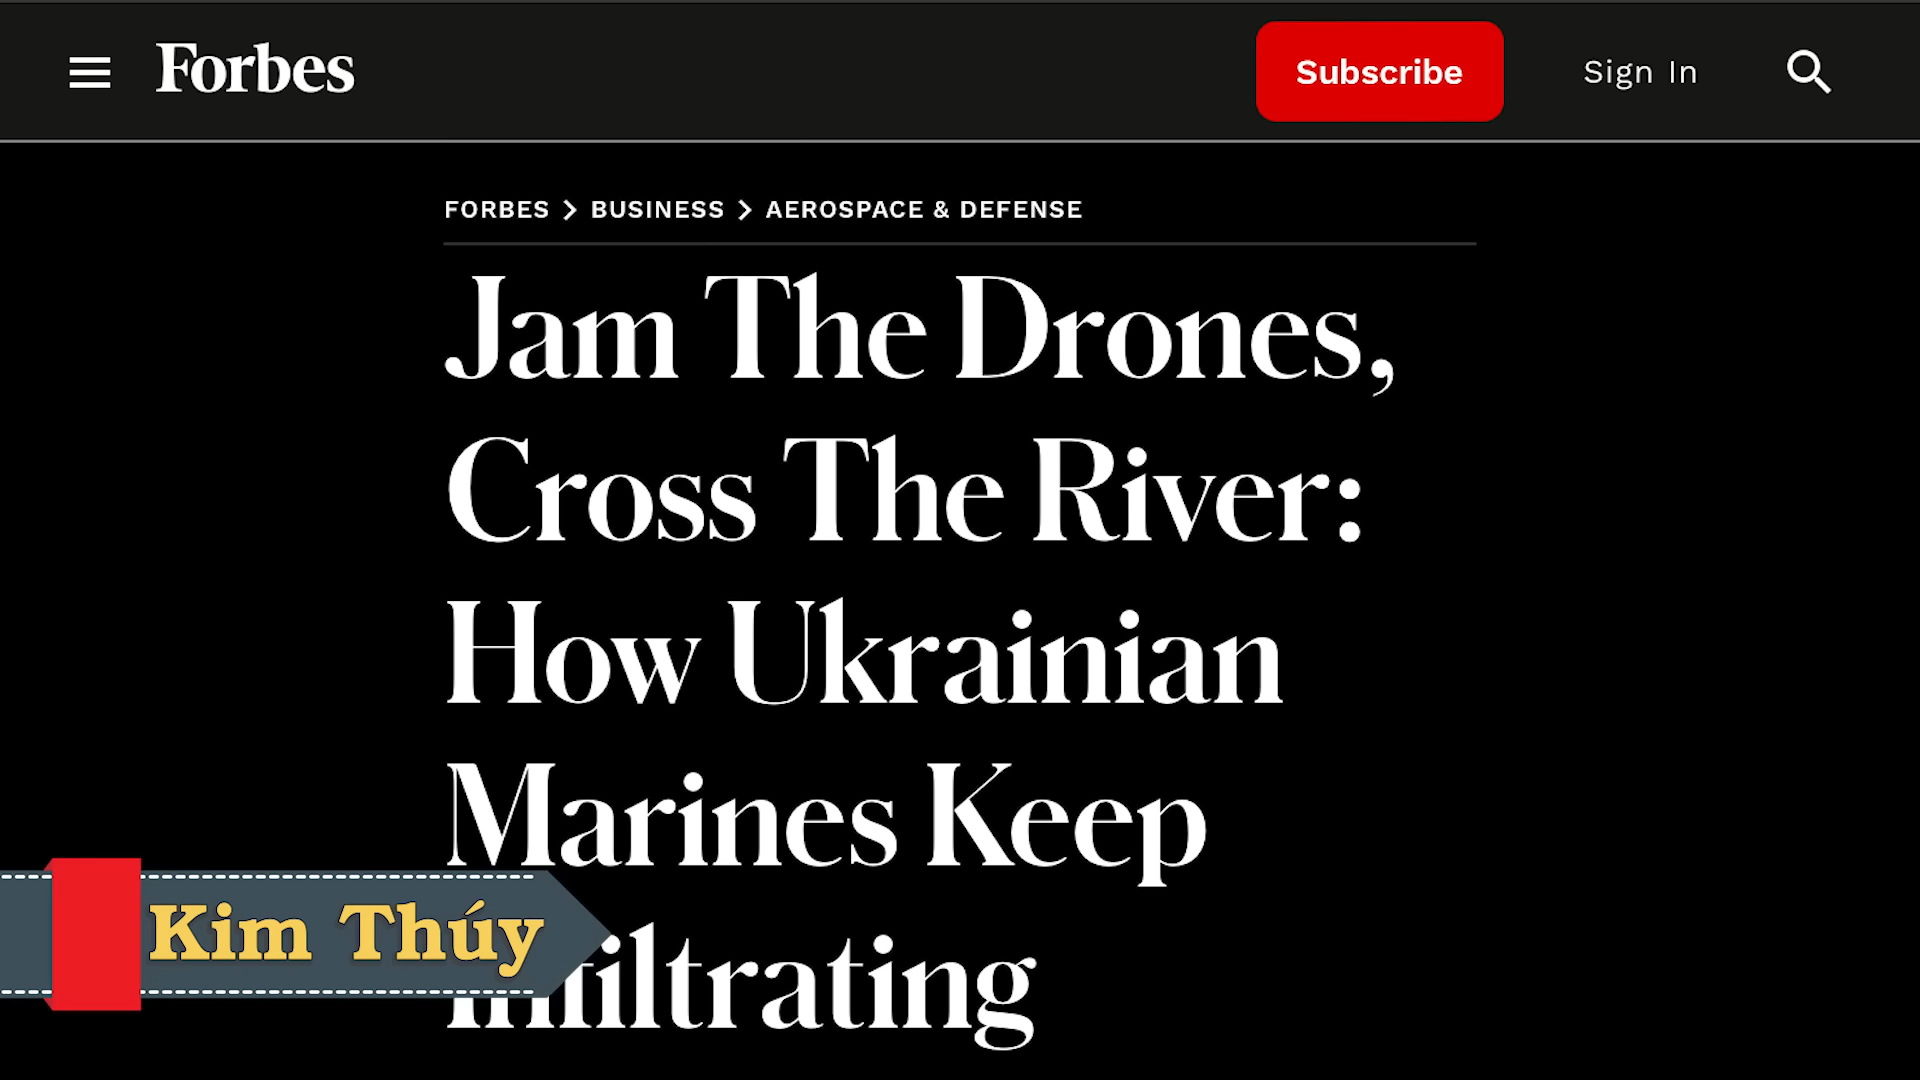 Forbes
Subscribe
Sign In
FORBES > BUSINESS > AEROSPACE & DEFENSE
Jam The Drones,
Cross The River:
How Ukrainian
Marines Keep
Infiltrating
Kim Thúy